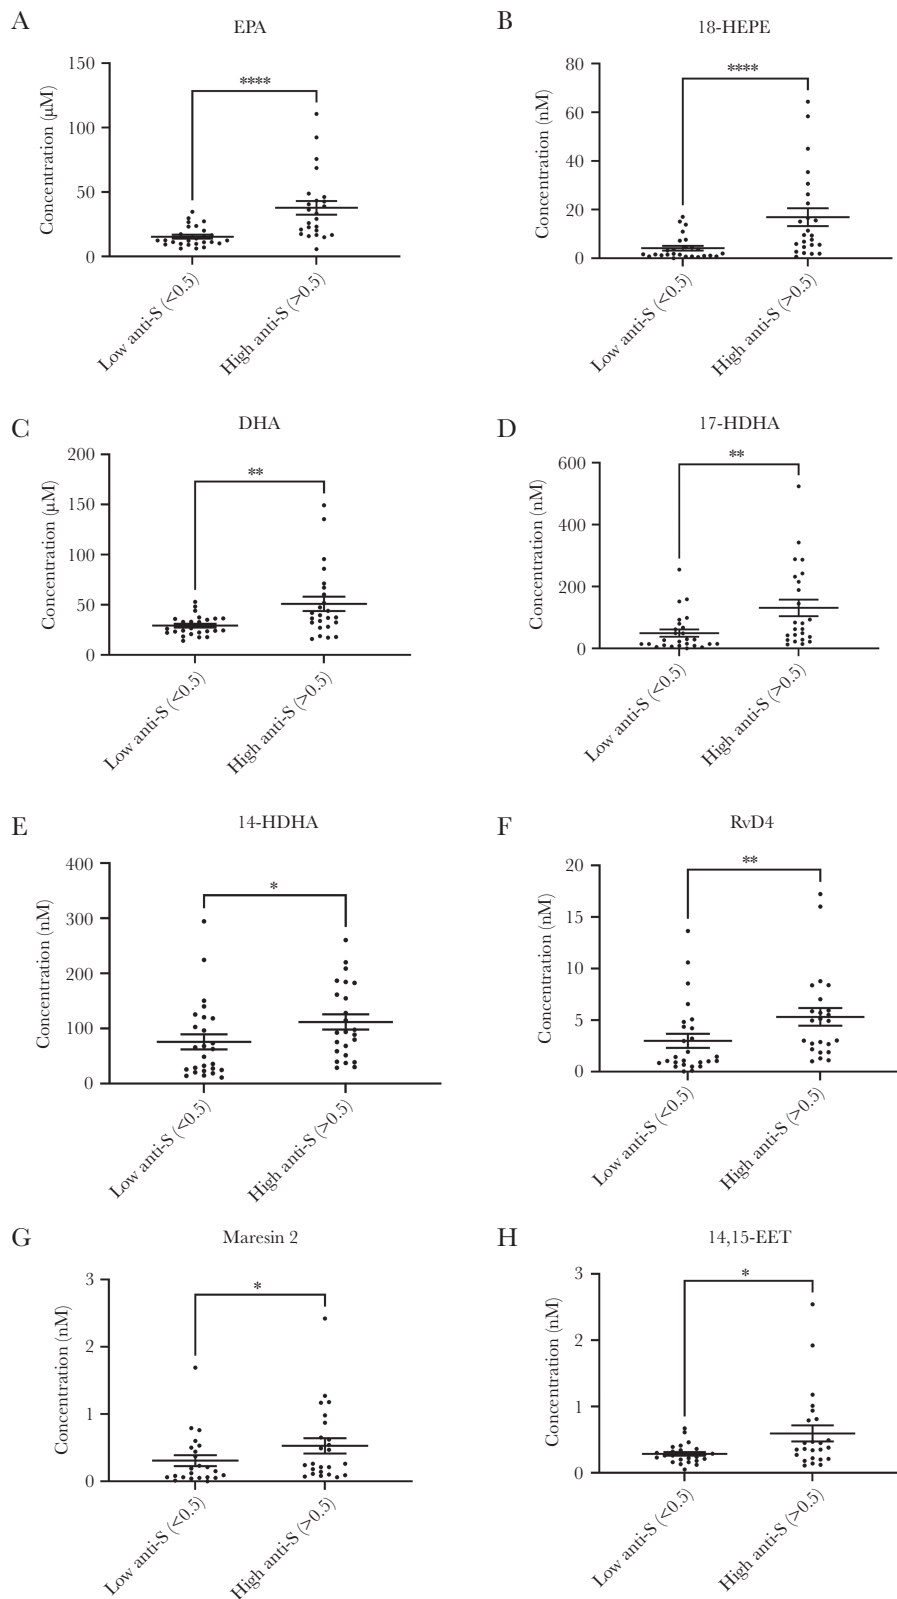 A
EPA
Concentration (µM)
150
100
50
0
****
Low anti-S (<0.5)
High anti-S (>0.5)
B
18-HEPE
Concentration (nM)
80
60
40
20
0
****
Low anti-S (<0.5)
High anti-S (>0.5)
C
DHA
Concentration (µM)
200
150
100
50
0
**
Low anti-S (<0.5)
High anti-S (>0.5)
D
17-HDHA
Concentration (nM)
600
400
200
0
**
Low anti-S (<0.5)
High anti-S (>0.5)
E
14-HDHA
Concentration (nM)
400
300
200
100
0
*
Low anti-S (<0.5)
High anti-S (>0.5)
F
RvD4
Concentration (nM)
20
15
10
5
0
**
Low anti-S (<0.5)
High anti-S (>0.5)
G
Maresin 2
Concentration (nM)
3
2
1
0
*
Low anti-S (<0.5)
High anti-S (>0.5)
H
14,15-EET
Concentration (nM)
3
2
1
0
*
Low anti-S (<0.5)
High anti-S (>0.5)